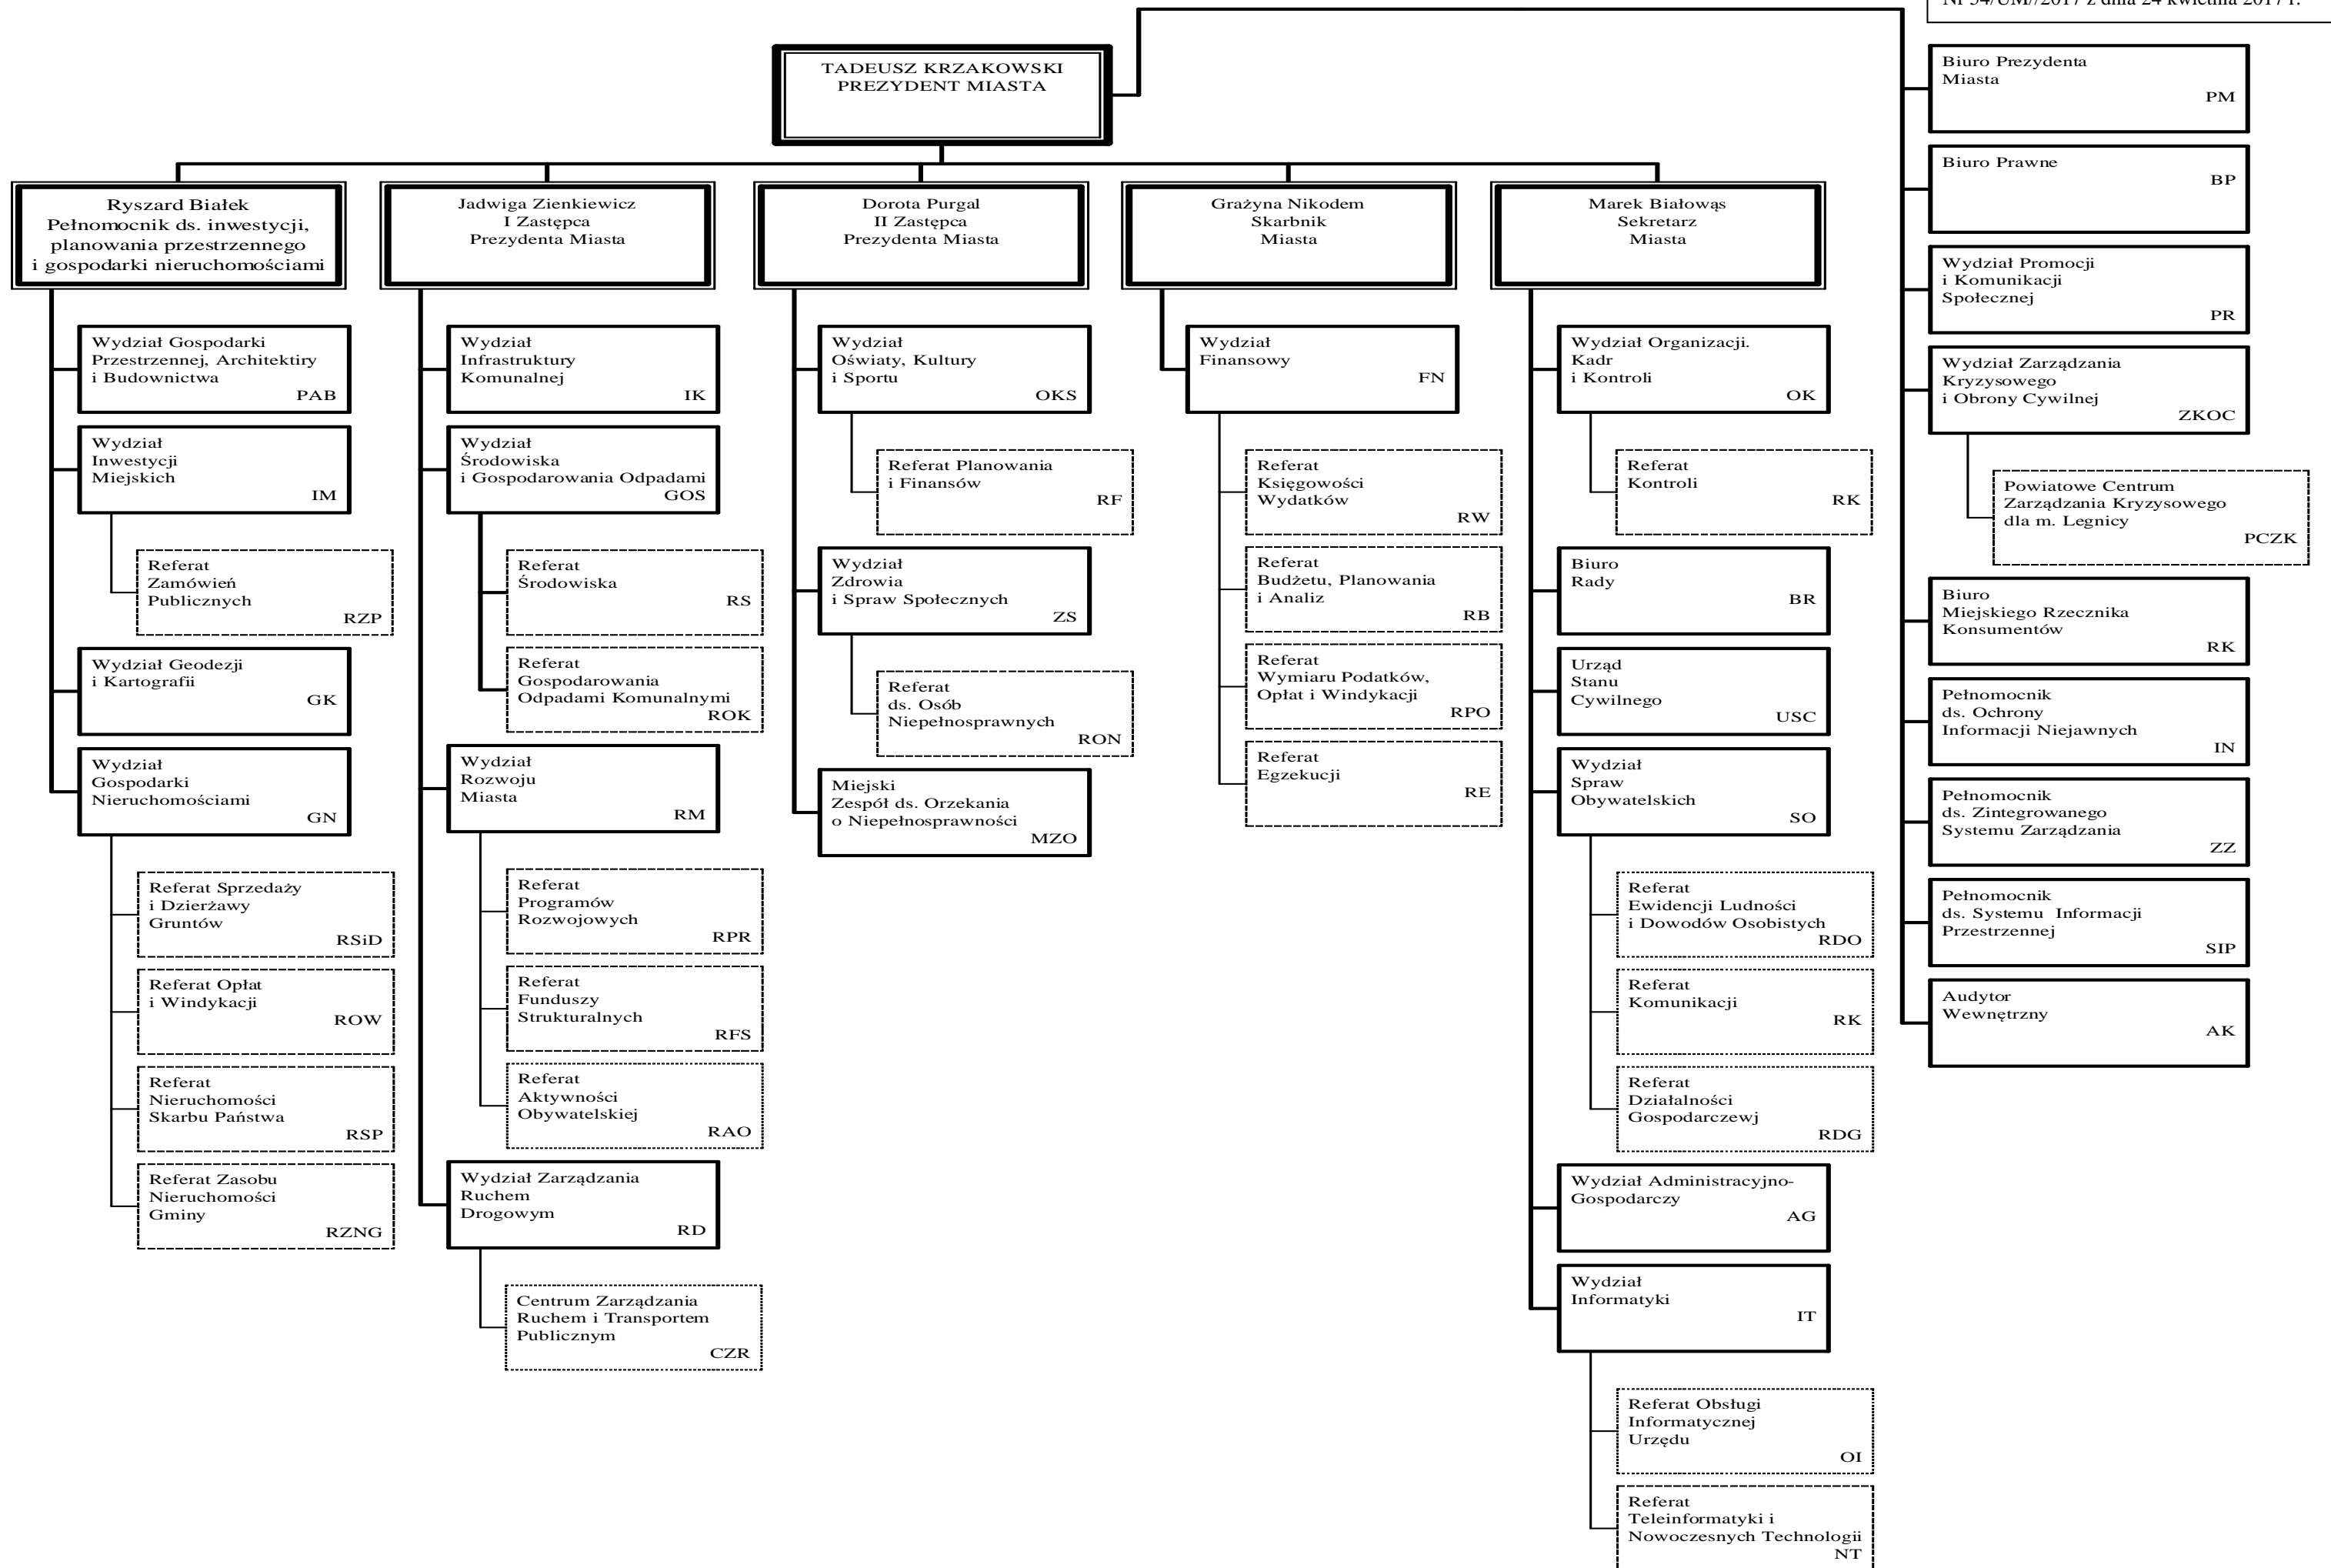 Nr 54/UM//2017 z dnia 24 kwietnia 2017 r.
TADEUSZ KRZAKOWSKI
PREZYDENT MIASTA
Ryszard Białek
Pełnomocnik ds. inwestycji,
planowania przestrzennego
i gospodarki nieruchomościami
Wydział Gospodarki
Przestrzennej, Architektiry
i Budownictwa
PAB
Wydział
Inwestycji
Miejskich
IM
Referat
Zamówień
Publicznych
RZP
Wydział Geodezji
i Kartografii
GK
Wydział
Gospodarki
Nieruchomościami
GN
Referat Sprzedaży
i Dzierżawy
Gruntów
RSiD
Referat Opłat
i Windykacji
ROW
Referat
Nieruchomości
Skarbu Państwa
RSP
Referat Zasobu
Nieruchomości
Gminy
RZNG
Jadwiga Zienkiewicz
I Zastępca
Prezydenta Miasta
Wydział
Infrastruktury
Komunalnej
IK
Wydział
Środowiska
i Gospodarowania Odpadami
GOS
Referat
Środowiska
RS
Referat
Gospodarowania
Odpadami Komunalnymi
ROK
Wydział
Rozwoju
Miasta
RM
Referat
Programów
Rozwojowych
RPR
Referat
Funduszy
Strukturalnych
RFS
Referat
Aktywności
Obywatelskiej
RAO
Wydział Zarządzania
Ruchem
Drogowym
RD
Centrum Zarządzania
Ruchem i Transportem
Publicznym
CZR
Dorota Purgal
II Zastępca
Prezydenta Miasta
Wydział
Oświaty, Kultury
i Sportu
OKS
Referat Planowania
i Finansów
RF
Wydział
Zdrowia
i Spraw Społecznych
ZS
Referat
ds. Osób
Niepełnosprawnych
RON
Miejski
Zespół ds. Orzekania
o Niepełnosprawności
MZO
Grażyna Nikodem
Skarbnik
Miasta
Wydział
Finansowy
FN
Referat
Księgowości
Wydatków
RW
Referat
Budżetu, Planowania
i Analiz
RB
Referat
Wymiaru Podatków,
Opłat i Windykacji
RPO
Referat
Egzekucji
RE
Marek Białowąs
Sekretarz
Miasta
Wydział Organizacji.
Kadr
i Kontroli
OK
Referat
Kontroli
RK
Biuro
Rady
BR
Urząd
Stanu
Cywilnego
USC
Wydział
Spraw
Obywatelskich
SO
Referat
Ewidencji Ludności
i Dowodów Osobistych
RDO
Referat
Komunikacji
RK
Referat
Działalności
Gospodarczewj
RDG
Wydział Administracyjno-
Gospodarczy
AG
Wydział
Informatyki
IT
Referat Obsługi
Informatycznej
Urzędu
OI
Referat
Teleinformatyki i
Nowoczesnych Technologii
NT
Biuro Prezydenta
Miasta
PM
Biuro Prawne
BP
Wydział Promocji
i Komunikacji
Społecznej
PR
Wydział Zarządzania
Kryzysowego
i Obrony Cywilnej
ZKOC
Powiatowe Centrum
Zarządzania Kryzysowego
dla m. Legnicy
PCZK
Biuro
Miejskiego Rzecznika
Konsumentów
RK
Pełnomocnik
ds. Ochrony
Informacji Niejawnych
IN
Pełnomocnik
ds. Zintegrowanego
Systemu Zarządzania
ZZ
Pełnomocnik
ds. Systemu Informacji
Przestrzennej
SIP
Audytor
Wewnętrzny
AK